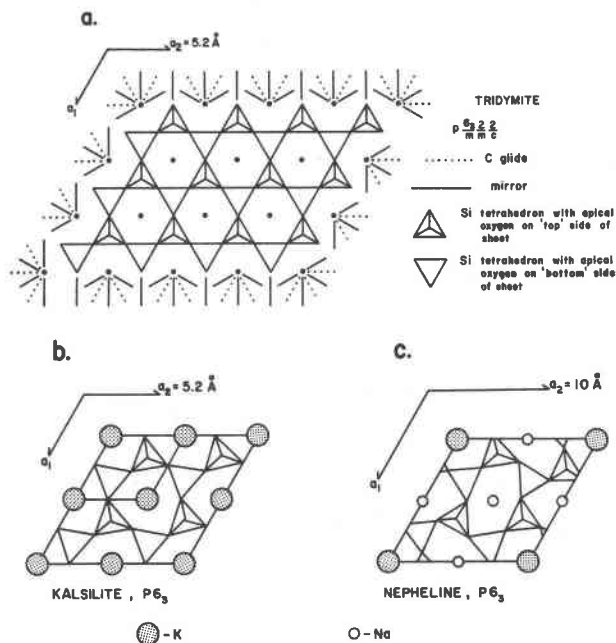 a.
a₂ = 5.2 Å
a₁
TRIDYMITE
P 6₃/m 2/m 2/c
C glide
mirror
Si tetrahedron with apical
oxygen on 'top' side of
sheet
Si tetrahedron with apical
oxygen on 'bottom' side
of sheet
b.
a₂ = 5.2 Å
a₁
KALSILITE, P6₃
c.
a₂ = 10 Å
a₁
NEPHELINE, P6₃
- K
- Na